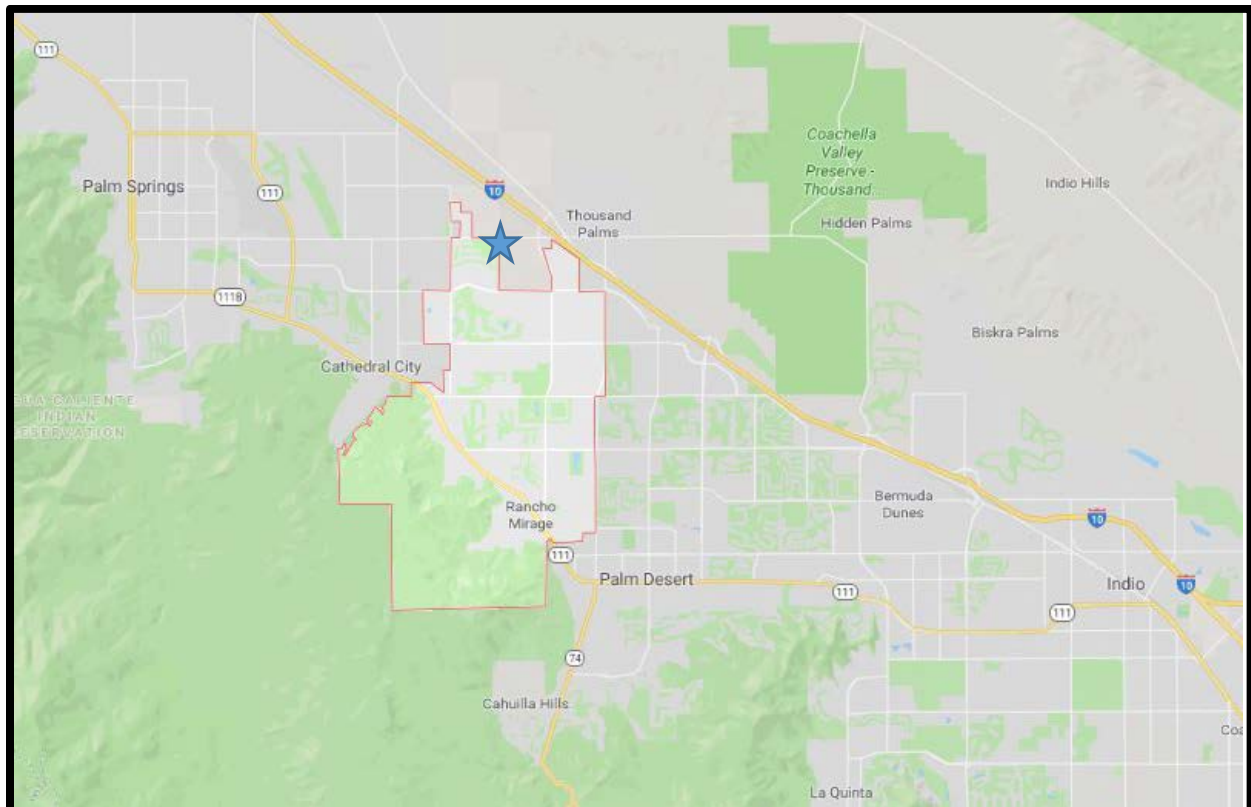 111
Palm Springs
111
10
Thousand
Palms
Coachella
Valley
Preserve -
Thousand...
Indio Hills
Hidden Palms
111B
Biskra Palms
Cathedral City
CALIENTE
INDIAN
Rancho
Mirage
Bermuda
Dunes
10
111
Palm Desert
111
Indio
10
111
74
Cahuilla Hills
Coa
La Quinta